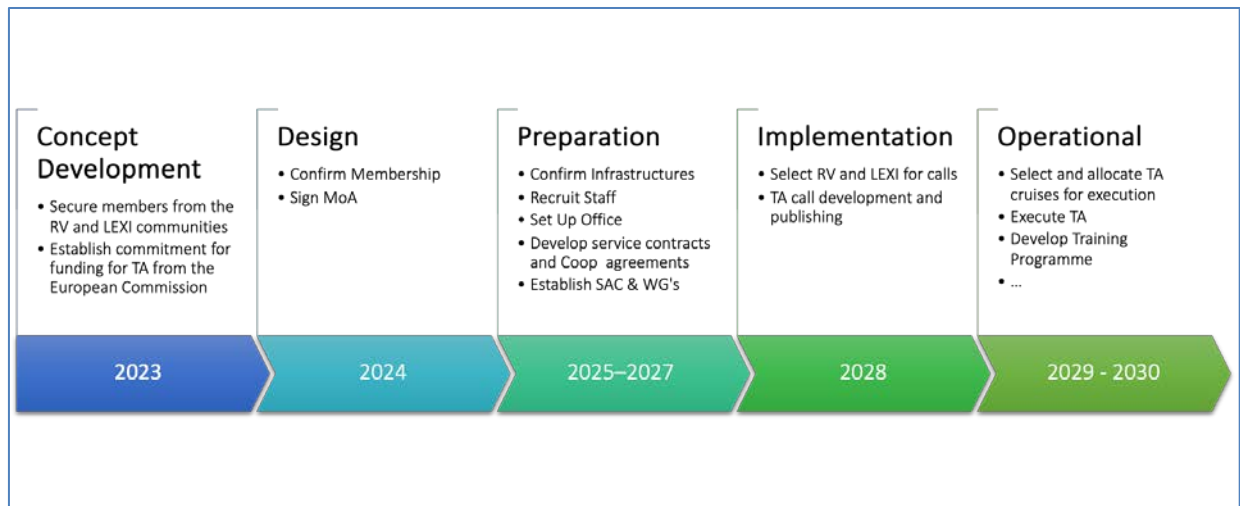 Concept
Development
• Secure members from the
RV and LEXI communities
• Establish commitment for
funding for TA from the
European Commission
2023
Design
• Confirm Membership
• Sign MoA
2024
Preparation
• Confirm Infrastructures
• Recruit Staff
• Set Up Office
• Develop service contracts
and Coop agreements
• Establish SAC & WG's
2025–2027
Implementation
• Select RV and LEXI for calls
• TA call development and
publishing
2028
Operational
• Select and allocate TA
cruises for execution
• Execute TA
• Develop Training
Programme
• ...
2029 - 2030